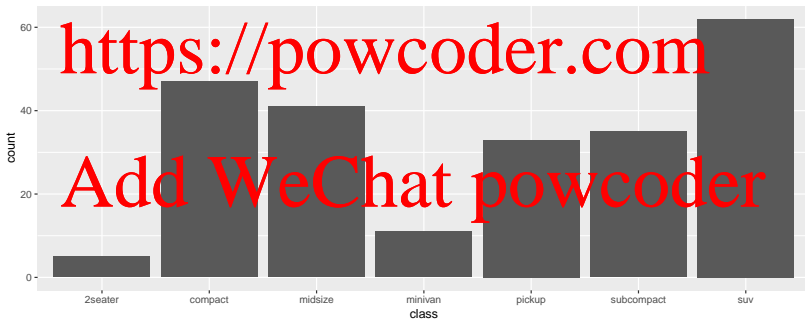 60
https://powcoder.com
40
count
Add WeChat powcoder
20
0
2seater compact midsize minivan pickup subcompact suv
class